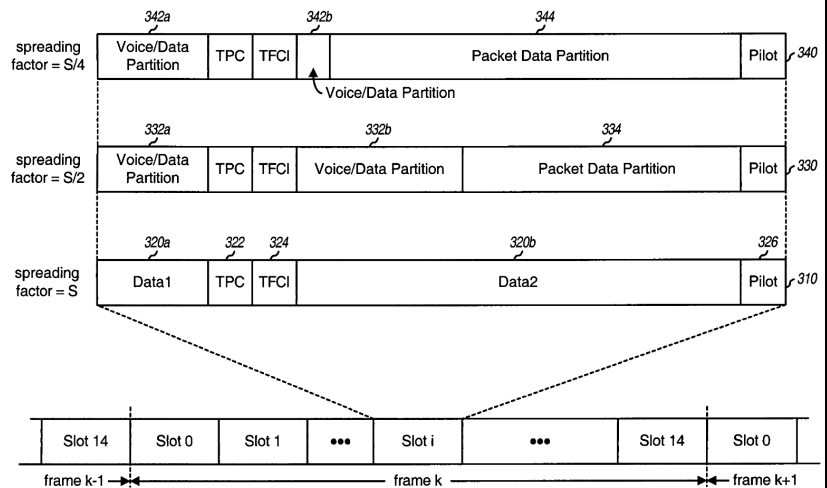 342a 342b 344
spreading factor = S/4
Voice/Data Partition
TPC
TFCI
Packet Data Partition
Pilot
340
Voice/Data Partition
332a 332b 334
spreading factor = S/2
Voice/Data Partition
TPC
TFCI
Voice/Data Partition
Packet Data Partition
Pilot
330
320a 322 324 320b 326
spreading factor = S
Data1
TPC
TFCI
Data2
Pilot
310
Slot 14
Slot 0
Slot 1
•••
Slot i
•••
Slot 14
Slot 0
frame k-1
frame k
frame k+1